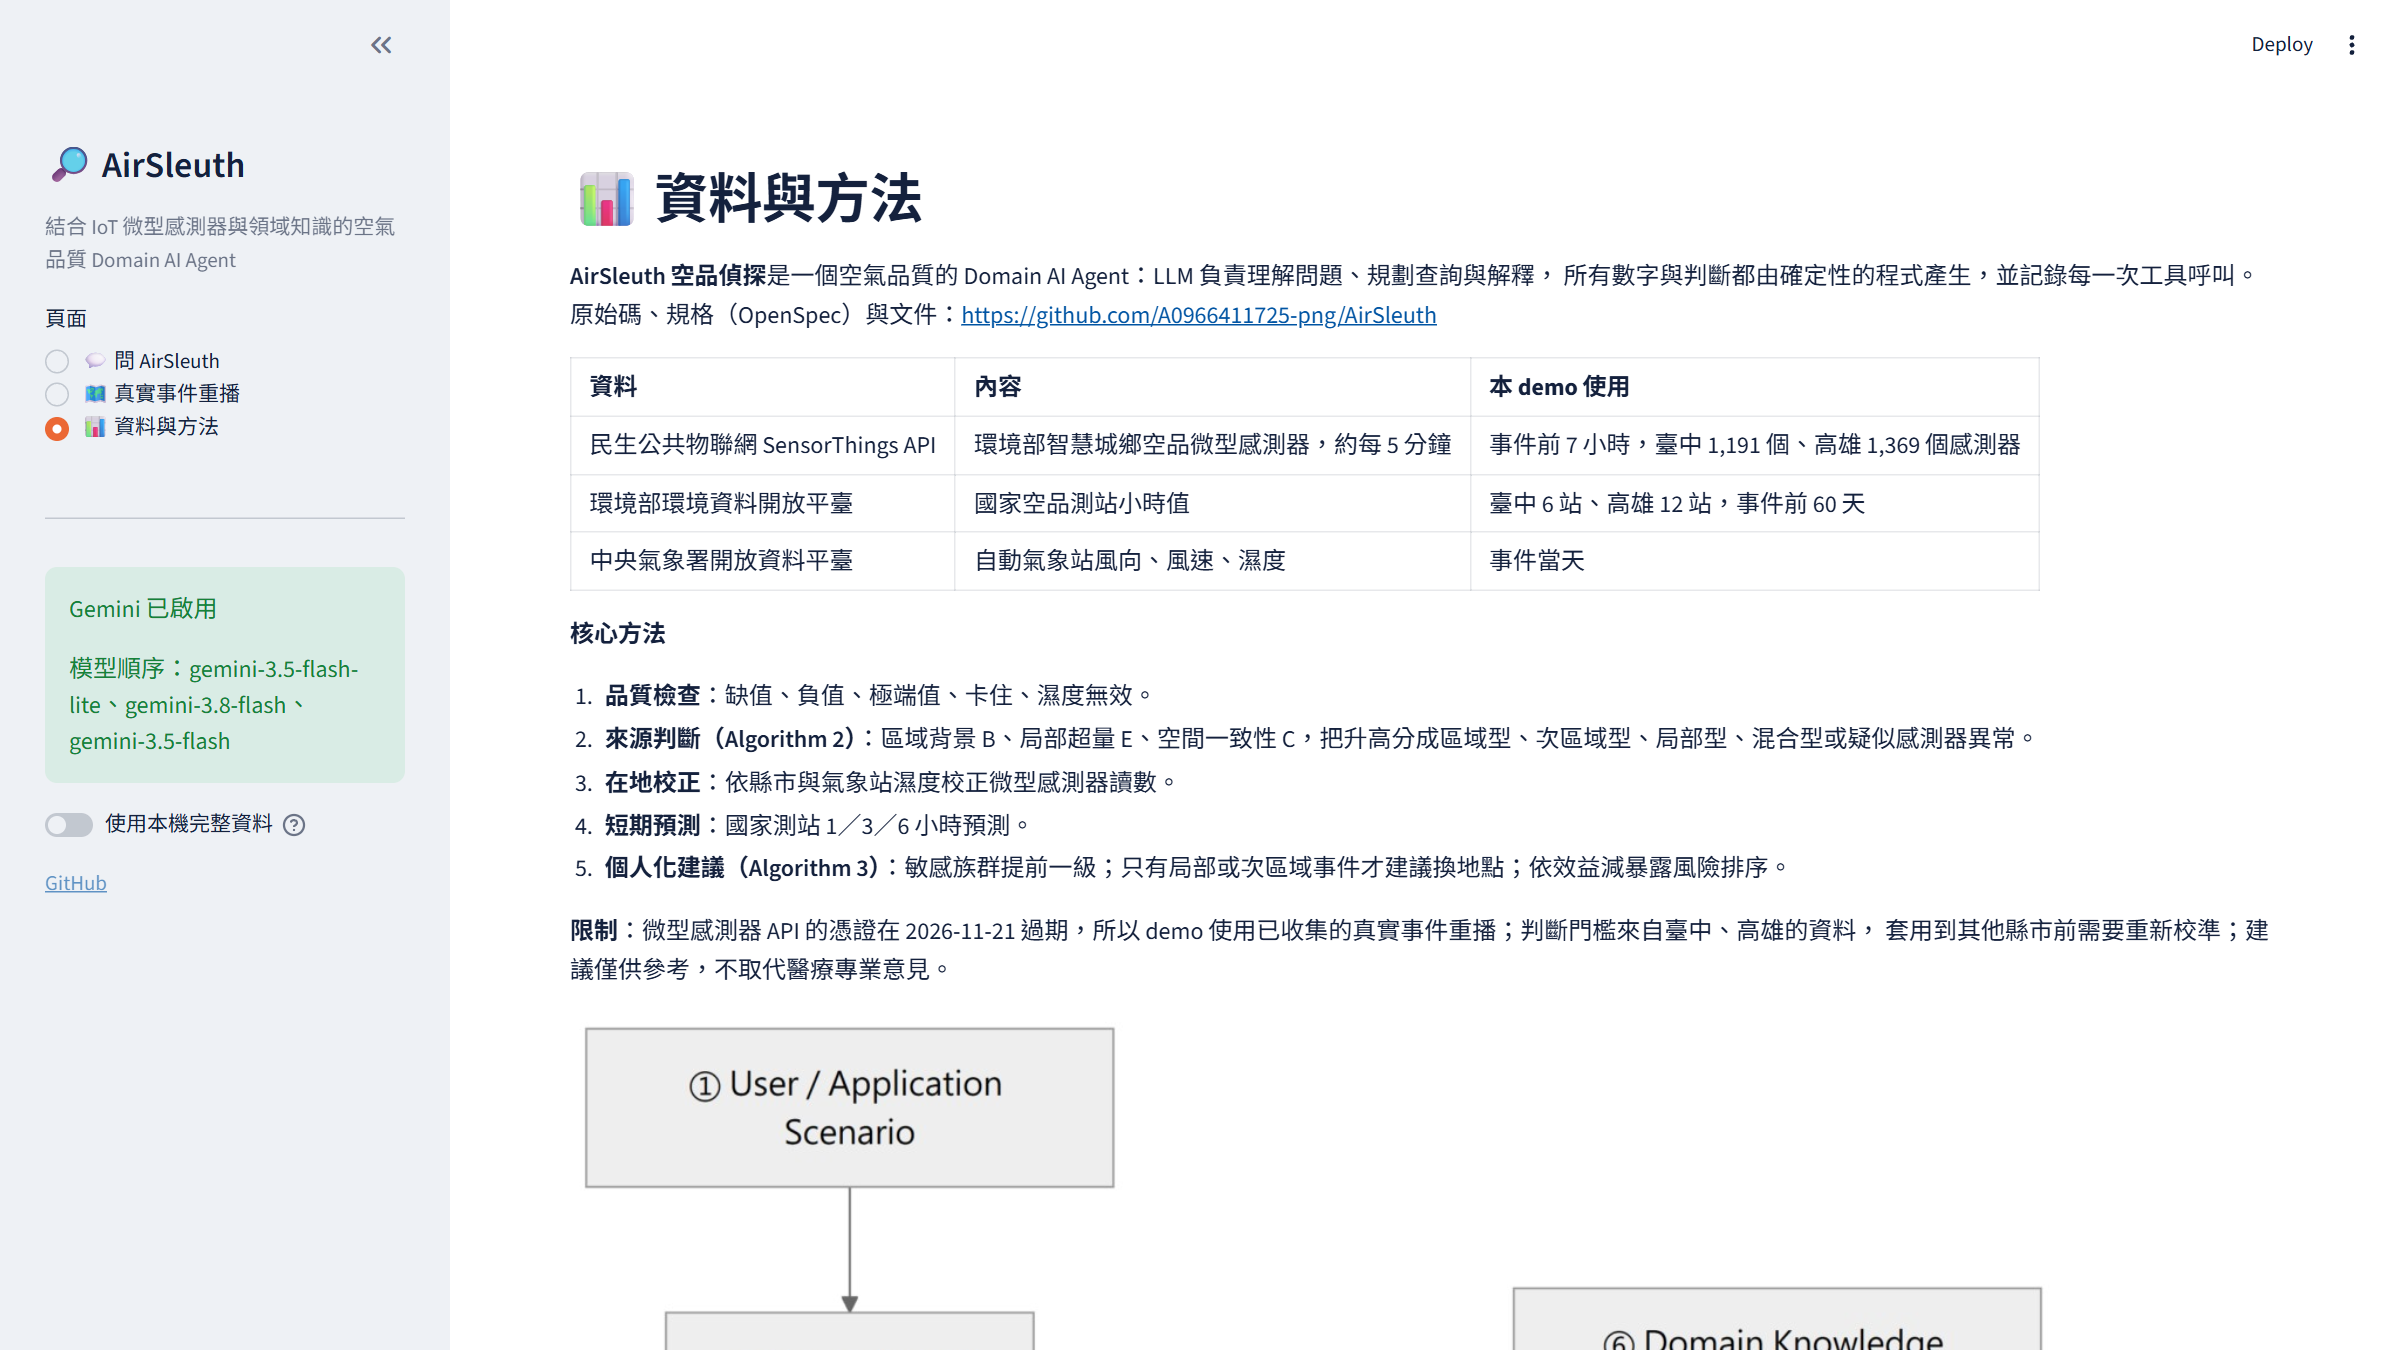 Deploy
AirSleuth
結合 IoT 微型感測器與領域知識的空氣
品質 Domain AI Agent
頁面
問 AirSleuth
真實事件重播
資料與方法
Gemini 已啟用
模型順序：gemini-3.5-flash-
lite、gemini-3.8-flash、
gemini-3.5-flash
使用本機完整資料
GitHub
資料與方法
AirSleuth 空品偵探是一個空氣品質的 Domain AI Agent：LLM 負責理解問題、規劃查詢與解釋， 所有數字與判斷都由確定性的程式產生，並記錄每一次工具呼叫。
原始碼、規格（OpenSpec）與文件：https://github.com/A0966411725-png/AirSleuth
資料 內容 本 demo 使用
民生公共物聯網 SensorThings API 環境部智慧城鄉空品微型感測器，約每 5 分鐘 事件前 7 小時，臺中 1,191 個、高雄 1,369 個感測器
環境部環境資料開放平臺 國家空品測站小時值 臺中 6 站、高雄 12 站，事件前 60 天
中央氣象署開放資料平臺 自動氣象站風向、風速、濕度 事件當天
核心方法
1. 品質檢查：缺值、負值、極端值、卡住、濕度無效。
2. 來源判斷（Algorithm 2）：區域背景 B、局部超量 E、空間一致性 C，把升高分成區域型、次區域型、局部型、混合型或疑似感測器異常。
3. 在地校正：依縣市與氣象站濕度校正微型感測器讀數。
4. 短期預測：國家測站 1／3／6 小時預測。
5. 個人化建議（Algorithm 3）：敏感族群提前一級；只有局部或次區域事件才建議換地點；依效益減暴露風險排序。
限制：微型感測器 API 的憑證在 2026-11-21 過期，所以 demo 使用已收集的真實事件重播；判斷門檻來自臺中、高雄的資料， 套用到其他縣市前需要重新校準；建
議僅供參考，不取代醫療專業意見。
① User / Application
Scenario
⑥ Domain Knowledge